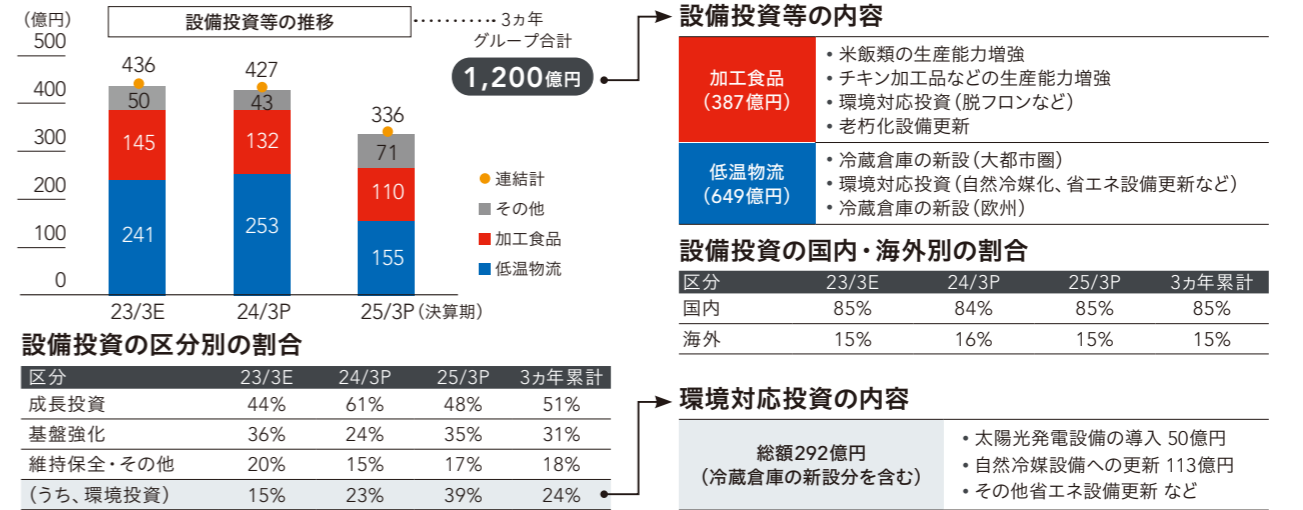 (億円)
設備投資等の推移
3ヵ年
グループ合計
1,200億円
500
400
300
200
100
0
436
50
145
241
427
43
132
253
336
71
110
155
23/3E
24/3P
25/3P(決算期)
連結計
その他
加工食品
低温物流
設備投資の区分別の割合
区分 23/3E 24/3P 25/3P 3ヵ年累計
成長投資 44% 61% 48% 51%
基盤強化 36% 24% 35% 31%
維持保全・その他 20% 15% 17% 18%
(うち、環境投資) 15% 23% 39% 24%
設備投資等の内容
加工食品
(387億円)
・米飯類の生産能力増強
・チキン加工品などの生産能力増強
・環境対応投資(脱フロンなど)
・老朽化設備更新
低温物流
(649億円)
・冷蔵倉庫の新設(大都市圏)
・環境対応投資(自然冷媒化、省エネ設備更新など)
・冷蔵倉庫の新設(欧州)
設備投資の国内・海外別の割合
区分 23/3E 24/3P 25/3P 3ヵ年累計
国内 85% 84% 85% 85%
海外 15% 16% 15% 15%
環境対応投資の内容
総額292億円
(冷蔵倉庫の新設分を含む)
・太陽光発電設備の導入 50億円
・自然冷媒設備への更新 113億円
・その他省エネ設備更新 など